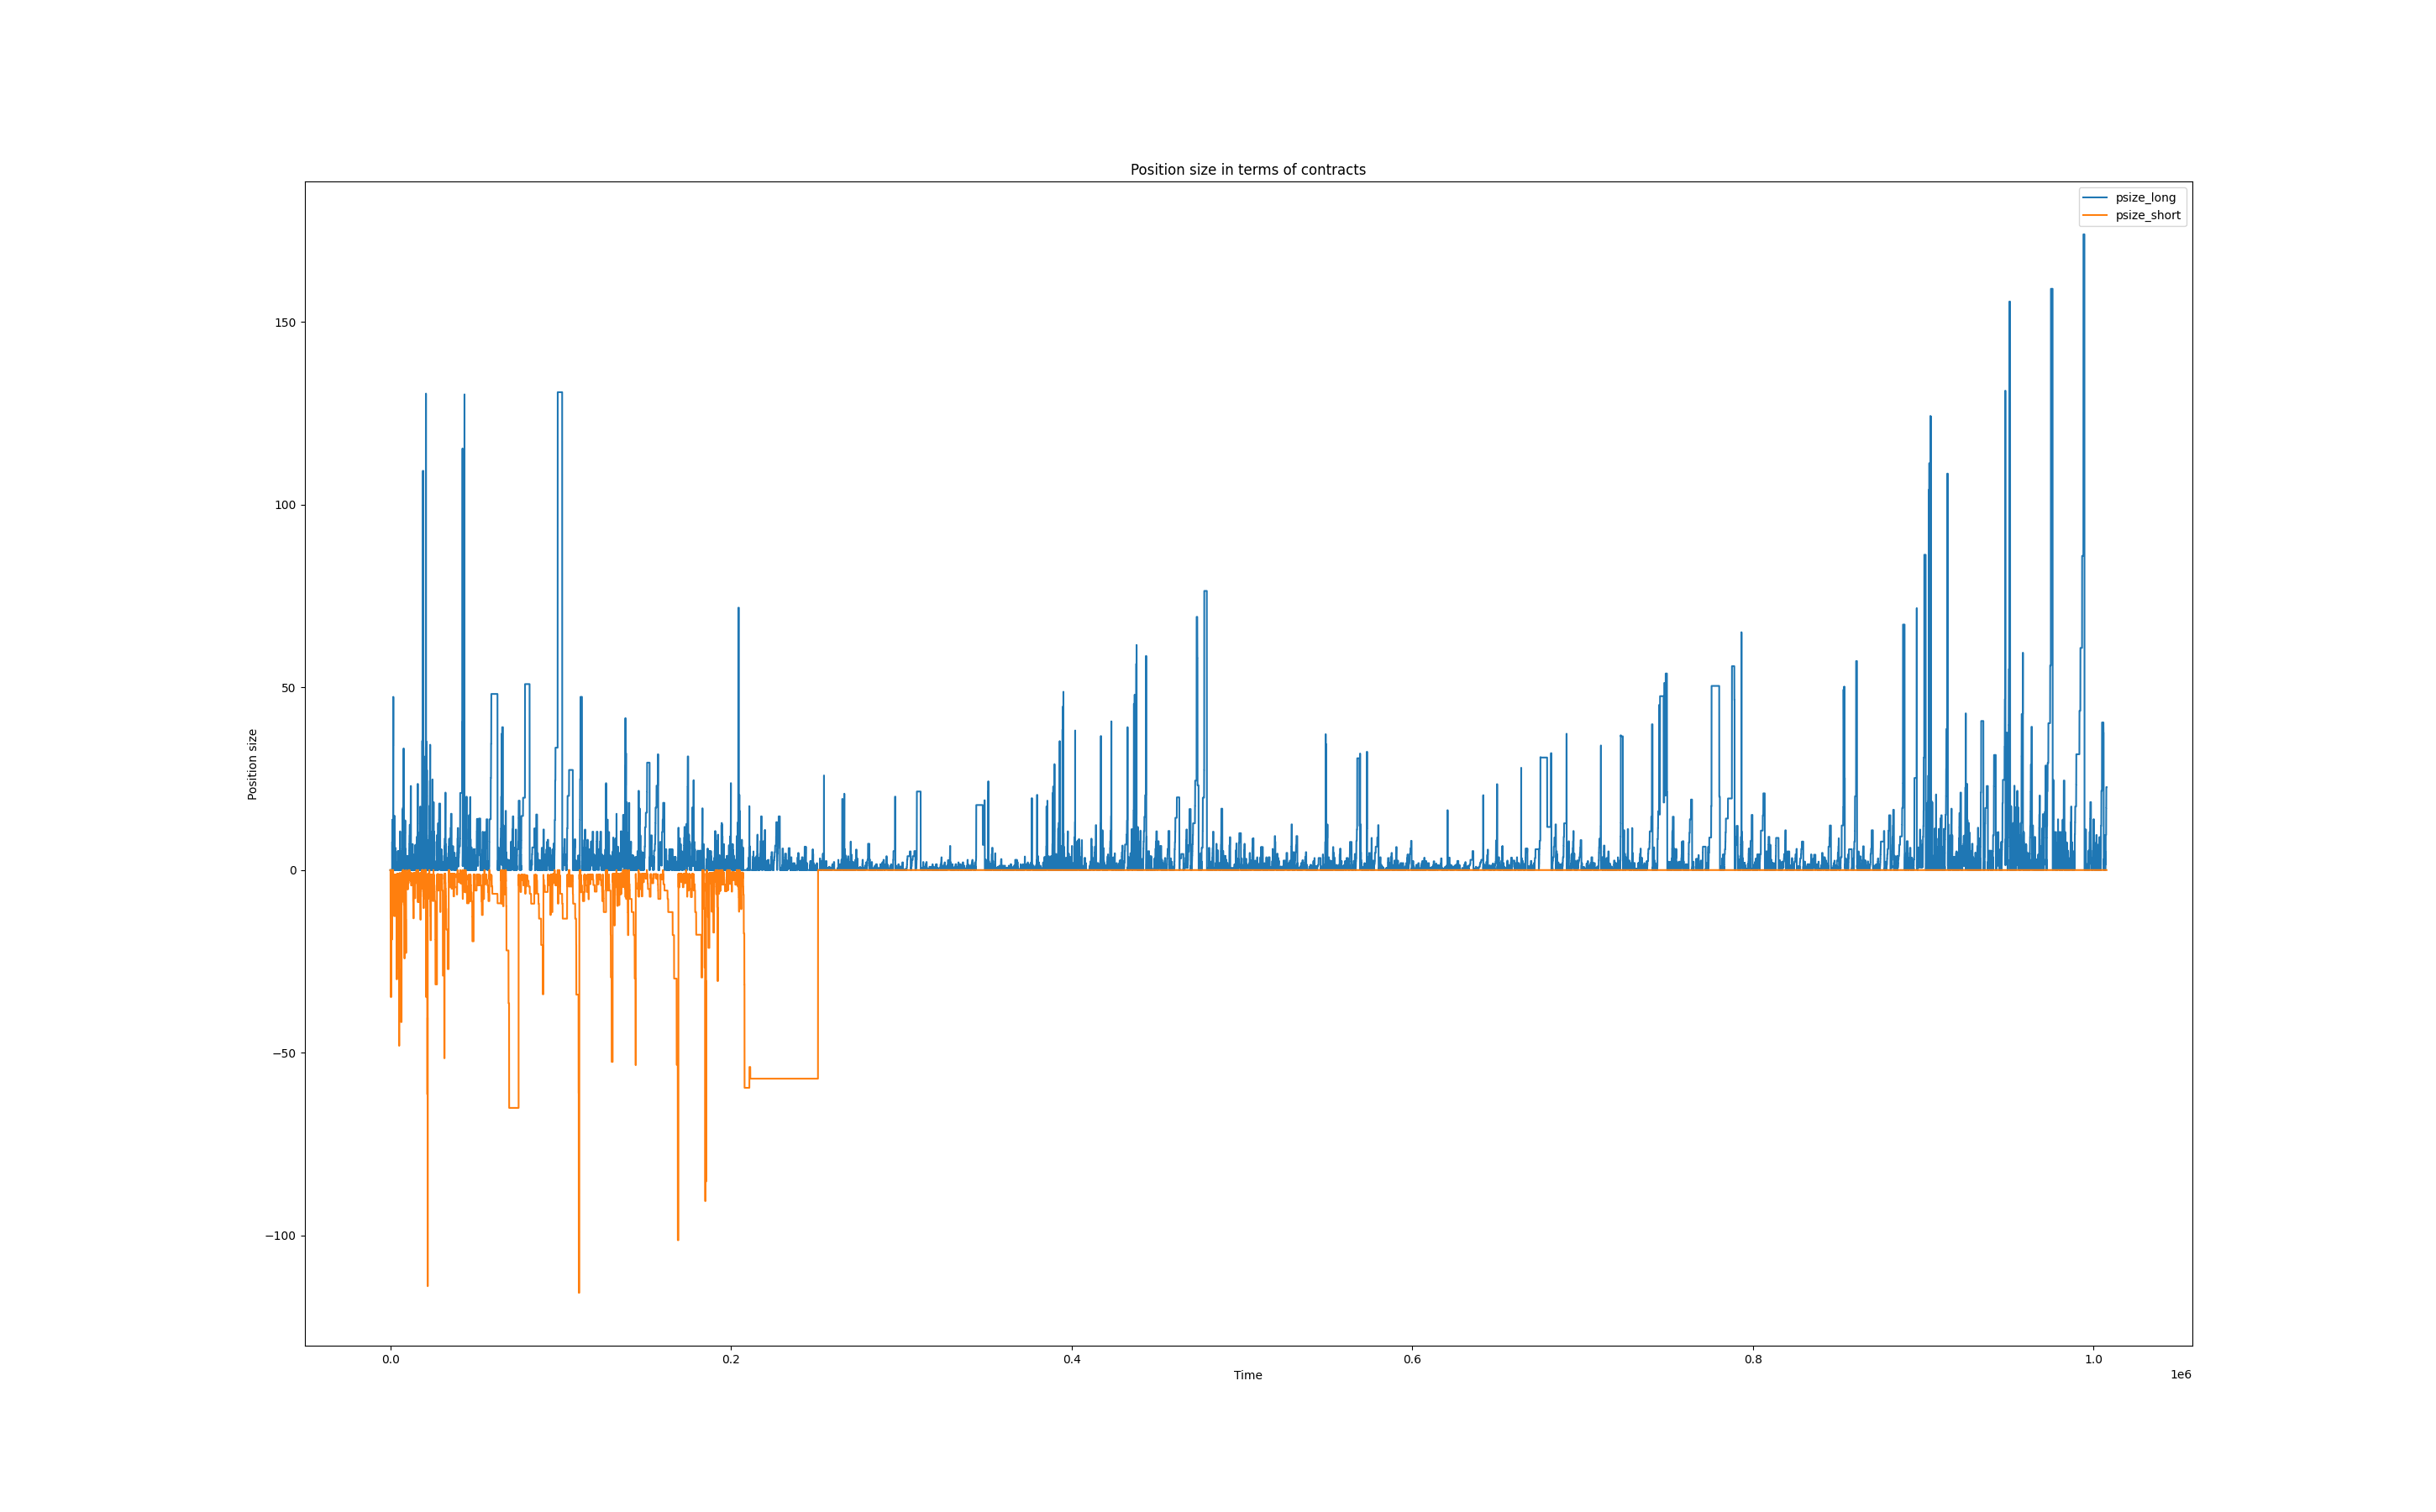 Position size in terms of contracts
psize_long
psize_short
Position size
150
100
50
0
−50
−100
0.0
0.2
0.4
0.6
0.8
1.0
Time
1e6